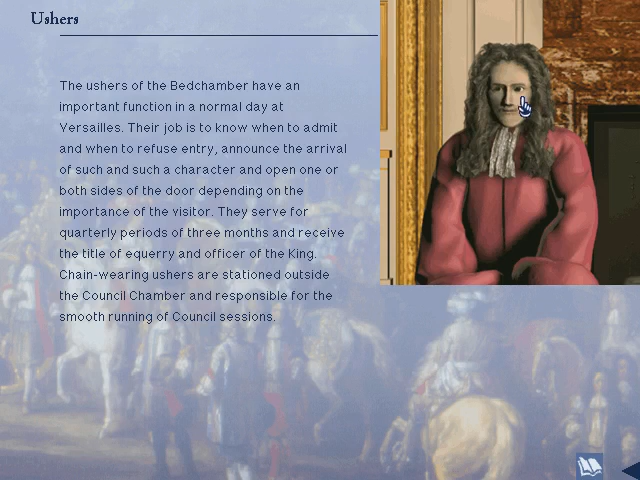 Ushers
The ushers of the Bedchamber have an
important function in a normal day at
Versailles. Their job is to know when to admit
and when to refuse entry, announce the arrival
of such and such a character and open one or
both sides of the door depending on the
importance of the visitor. They serve for
quarterly periods of three months and receive
the title of equerry and officer of the King.
Chain-wearing ushers are stationed outside
the Council Chamber and responsible for the
smooth running of Council sessions.